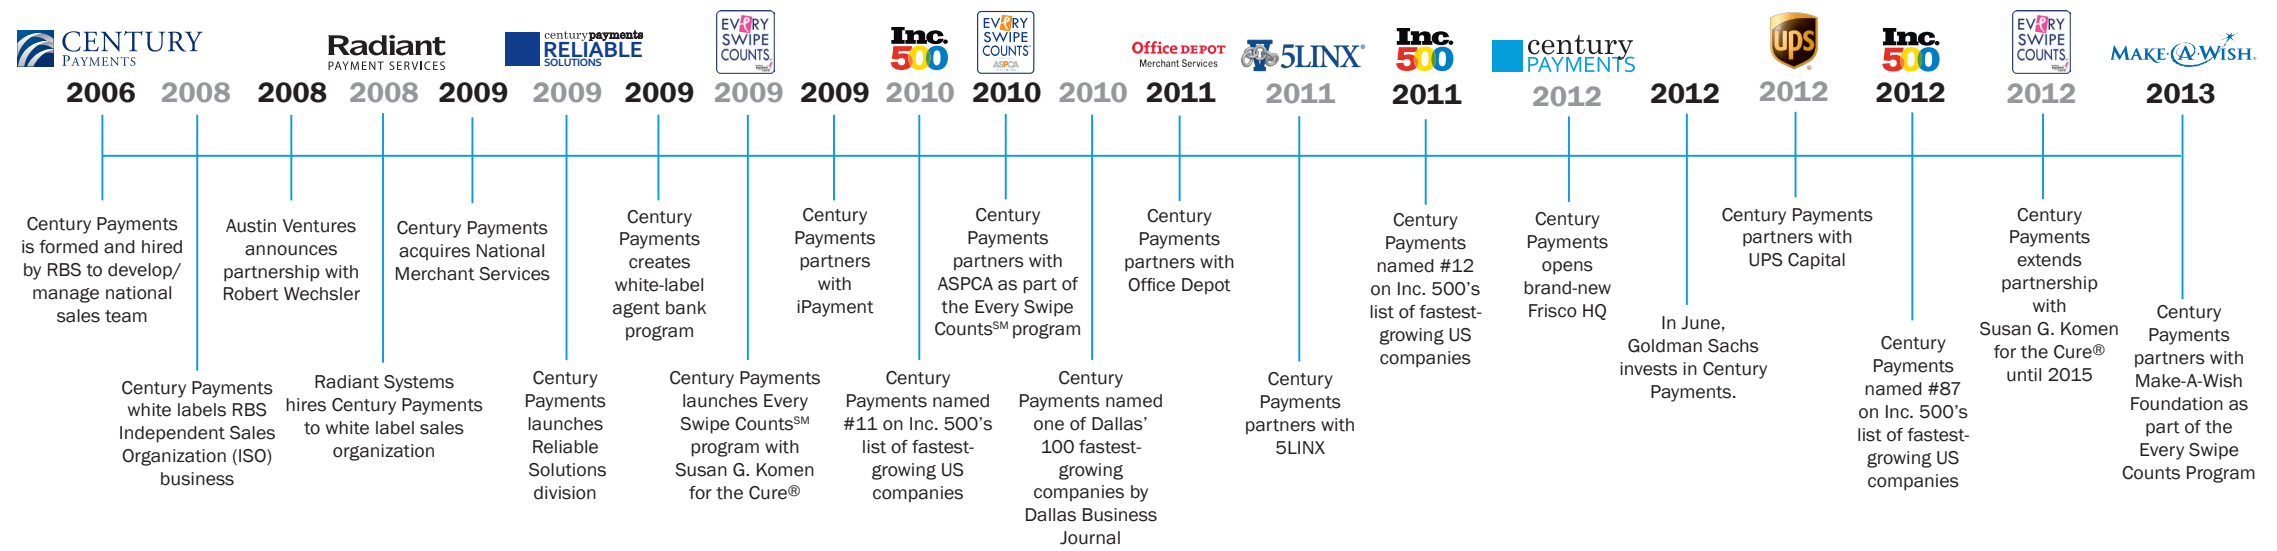 CENTURY
PAYMENTS
Radiant
PAYMENT SERVICES
centurypayments
RELIABLE
SOLUTIONS
EVERY
SWIPE
COUNTS.
Inc.
500
EVERY
SWIPE
COUNTS
ASPCA
Office DEPOT
Merchant Services
5LINX®
Inc.
500
century
PAYMENTS
ups
Inc.
500
EVERY
SWIPE
COUNTS.
MAKE·A·WISH®
2006 2008 2008 2008 2009 2009 2009 2009 2009 2010 2010 2010 2011 2011 2011 2012 2012 2012 2012 2012 2013
Century Payments
is formed and hired
by RBS to develop/
manage national
sales team
Century Payments
white labels RBS
Independent Sales
Organization (ISO)
business
Austin Ventures
announces
partnership with
Robert Wechsler
Radiant Systems
hires Century Payments
to white label sales
organization
Century Payments
acquires National
Merchant Services
Century
Payments
launches
Reliable
Solutions
division
Century
Payments
creates
white-label
agent bank
program
Century Payments
launches Every
Swipe Counts℠
program with
Susan G. Komen
for the Cure®
Century
Payments
partners
with
iPayment
Century
Payments named
#11 on Inc. 500's
list of fastest-
growing US
companies
Century
Payments
partners with
ASPCA as part of
the Every Swipe
Counts℠ program
Century
Payments named
one of Dallas'
100 fastest-
growing
companies by
Dallas Business
Journal
Century
Payments
partners with
Office Depot
Century
Payments
partners with
5LINX
Century
Payments
named #12
on Inc. 500's
list of fastest-
growing US
companies
Century
Payments
opens
brand-new
Frisco HQ
In June,
Goldman Sachs
invests in Century
Payments.
Century Payments
partners with
UPS Capital
Century
Payments
named #87
on Inc. 500's
list of fastest-
growing US
companies
Century
Payments
extends
partnership
with
Susan G. Komen
for the Cure®
until 2015
Century
Payments
partners with
Make-A-Wish
Foundation as
part of the
Every Swipe
Counts Program